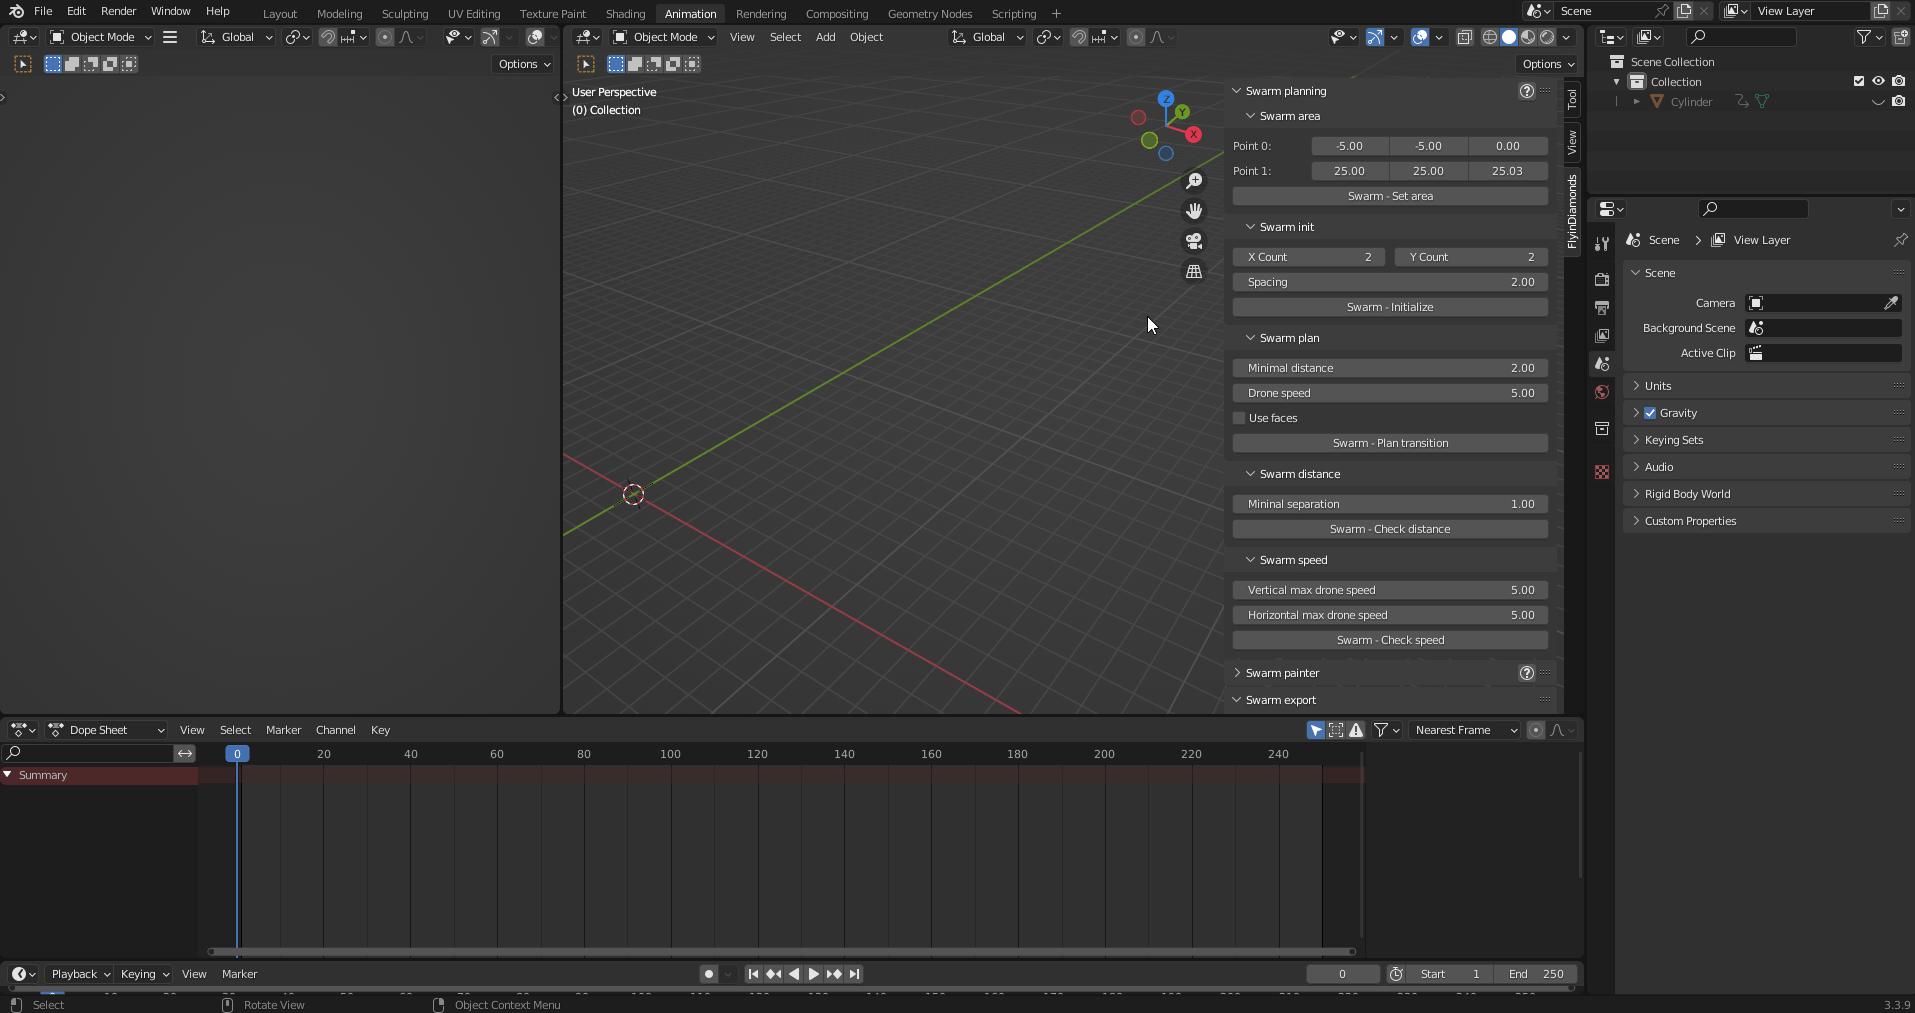 File Edit Render Window Help
Layout Modeling Sculpting UV Editing Texture Paint Shading Animation Rendering Compositing Geometry Nodes Scripting +
Scene
View Layer
Object Mode
Global
Options
Object Mode View Select Add Object
Global
Options
User Perspective
(0) Collection
Z
Y
X
Swarm planning
Swarm area
Point 0: -5.00 -5.00 0.00
Point 1: 25.00 25.00 25.03
Swarm - Set area
Swarm init
X Count 2 Y Count 2
Spacing 2.00
Swarm - Initialize
Swarm plan
Minimal distance 2.00
Drone speed 5.00
Use faces
Swarm - Plan transition
Swarm distance
Mininal separation 1.00
Swarm - Check distance
Swarm speed
Vertical max drone speed 5.00
Horizontal max drone speed 5.00
Swarm - Check speed
Swarm painter
Swarm export
Tool
View
FlyinDiamonds
Scene Collection
Collection
Cylinder
Scene > View Layer
Scene
Camera
Background Scene
Active Clip
Units
Gravity
Keying Sets
Audio
Rigid Body World
Custom Properties
Dope Sheet View Select Marker Channel Key
Nearest Frame
0 20 40 60 80 100 120 140 160 180 200 220 240
Summary
Playback Keying View Marker
0 Start 1 End 250
Select Rotate View Object Context Menu 3.3.9